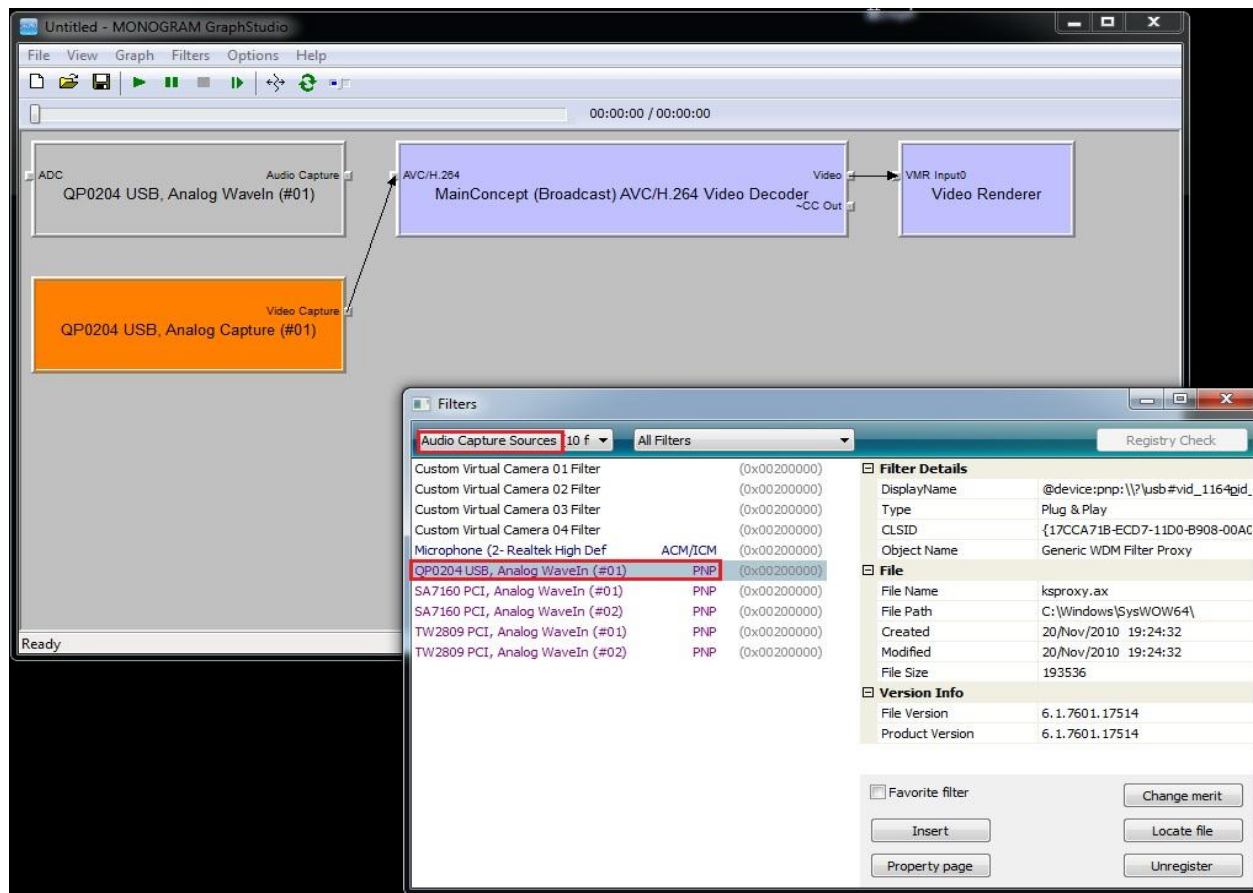 Untitled - MONOGRAM GraphStudio
File View Graph Filters Options Help
00:00:00 / 00:00:00
ADC Audio Capture
QP0204 USB, Analog WaveIn (#01)
AVC/H.264 Video
MainConcept (Broadcast) AVC/H.264 Video Decoder
~CC Out
VMR Input0
Video Renderer
Video Capture
QP0204 USB, Analog Capture (#01)
Ready
Filters
Audio Capture Sources (10 f All Filters Registry Check
Custom Virtual Camera 01 Filter (0x00200000)
Custom Virtual Camera 02 Filter (0x00200000)
Custom Virtual Camera 03 Filter (0x00200000)
Custom Virtual Camera 04 Filter (0x00200000)
Microphone (2- Realtek High Def ACM/ICM (0x00200000)
QP0204 USB, Analog WaveIn (#01) PNP (0x00200000)
SA7160 PCI, Analog WaveIn (#01) PNP (0x00200000)
SA7160 PCI, Analog WaveIn (#02) PNP (0x00200000)
TW2809 PCI, Analog WaveIn (#01) PNP (0x00200000)
TW2809 PCI, Analog WaveIn (#02) PNP (0x00200000)
Filter Details
DisplayName @device:pnp:\\?\usb#vid_1164pid_
Type Plug & Play
CLSID {17CCA71B-ECD7-11D0-B908-00A0
Object Name Generic WDM Filter Proxy
File
File Name ksproxy.ax
File Path C:\Windows\SysWOW64\
Created 20/Nov/2010 19:24:32
Modified 20/Nov/2010 19:24:32
File Size 193536
Version Info
File Version 6.1.7601.17514
Product Version 6.1.7601.17514
Favorite filter Change merit
Insert Locate file
Property page Unregister